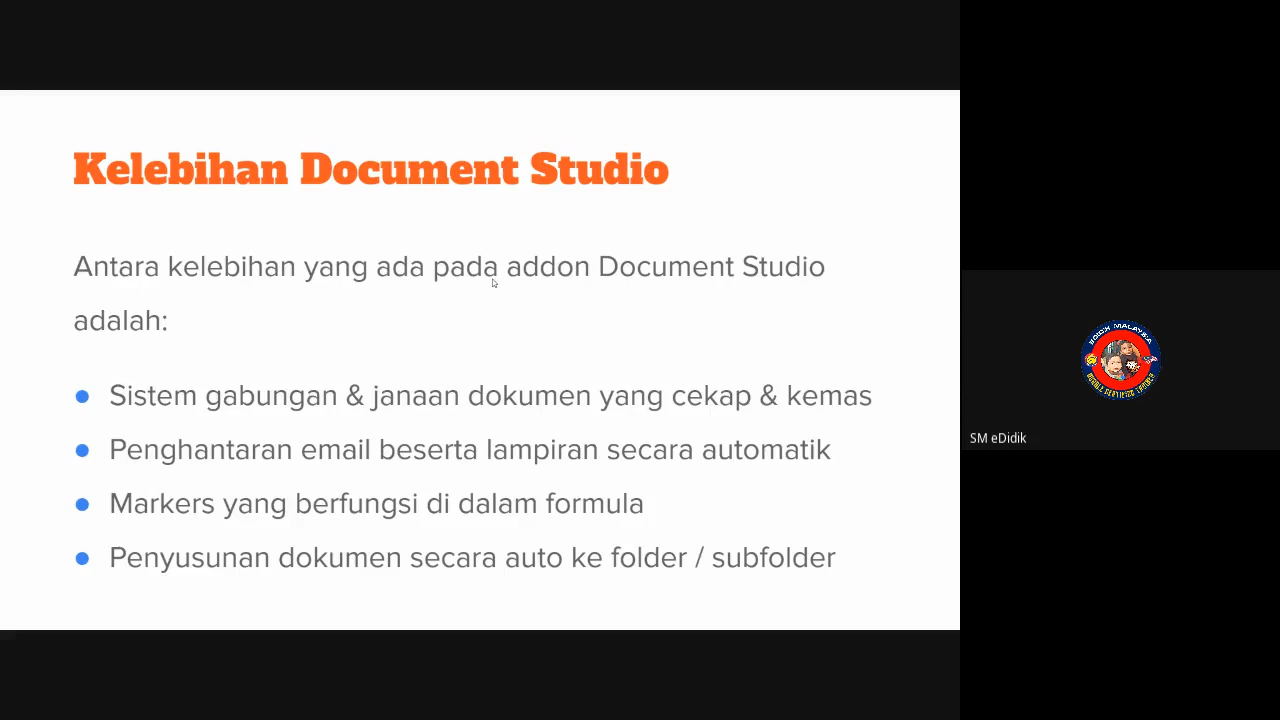 Kelebihan Document Studio
Antara kelebihan yang ada pada addon Document Studio
adalah:
● Sistem gabungan & janaan dokumen yang cekap & kemas
● Penghantaran email beserta lampiran secara automatik
● Markers yang berfungsi di dalam formula
● Penyusunan dokumen secara auto ke folder / subfolder
SM eDidik